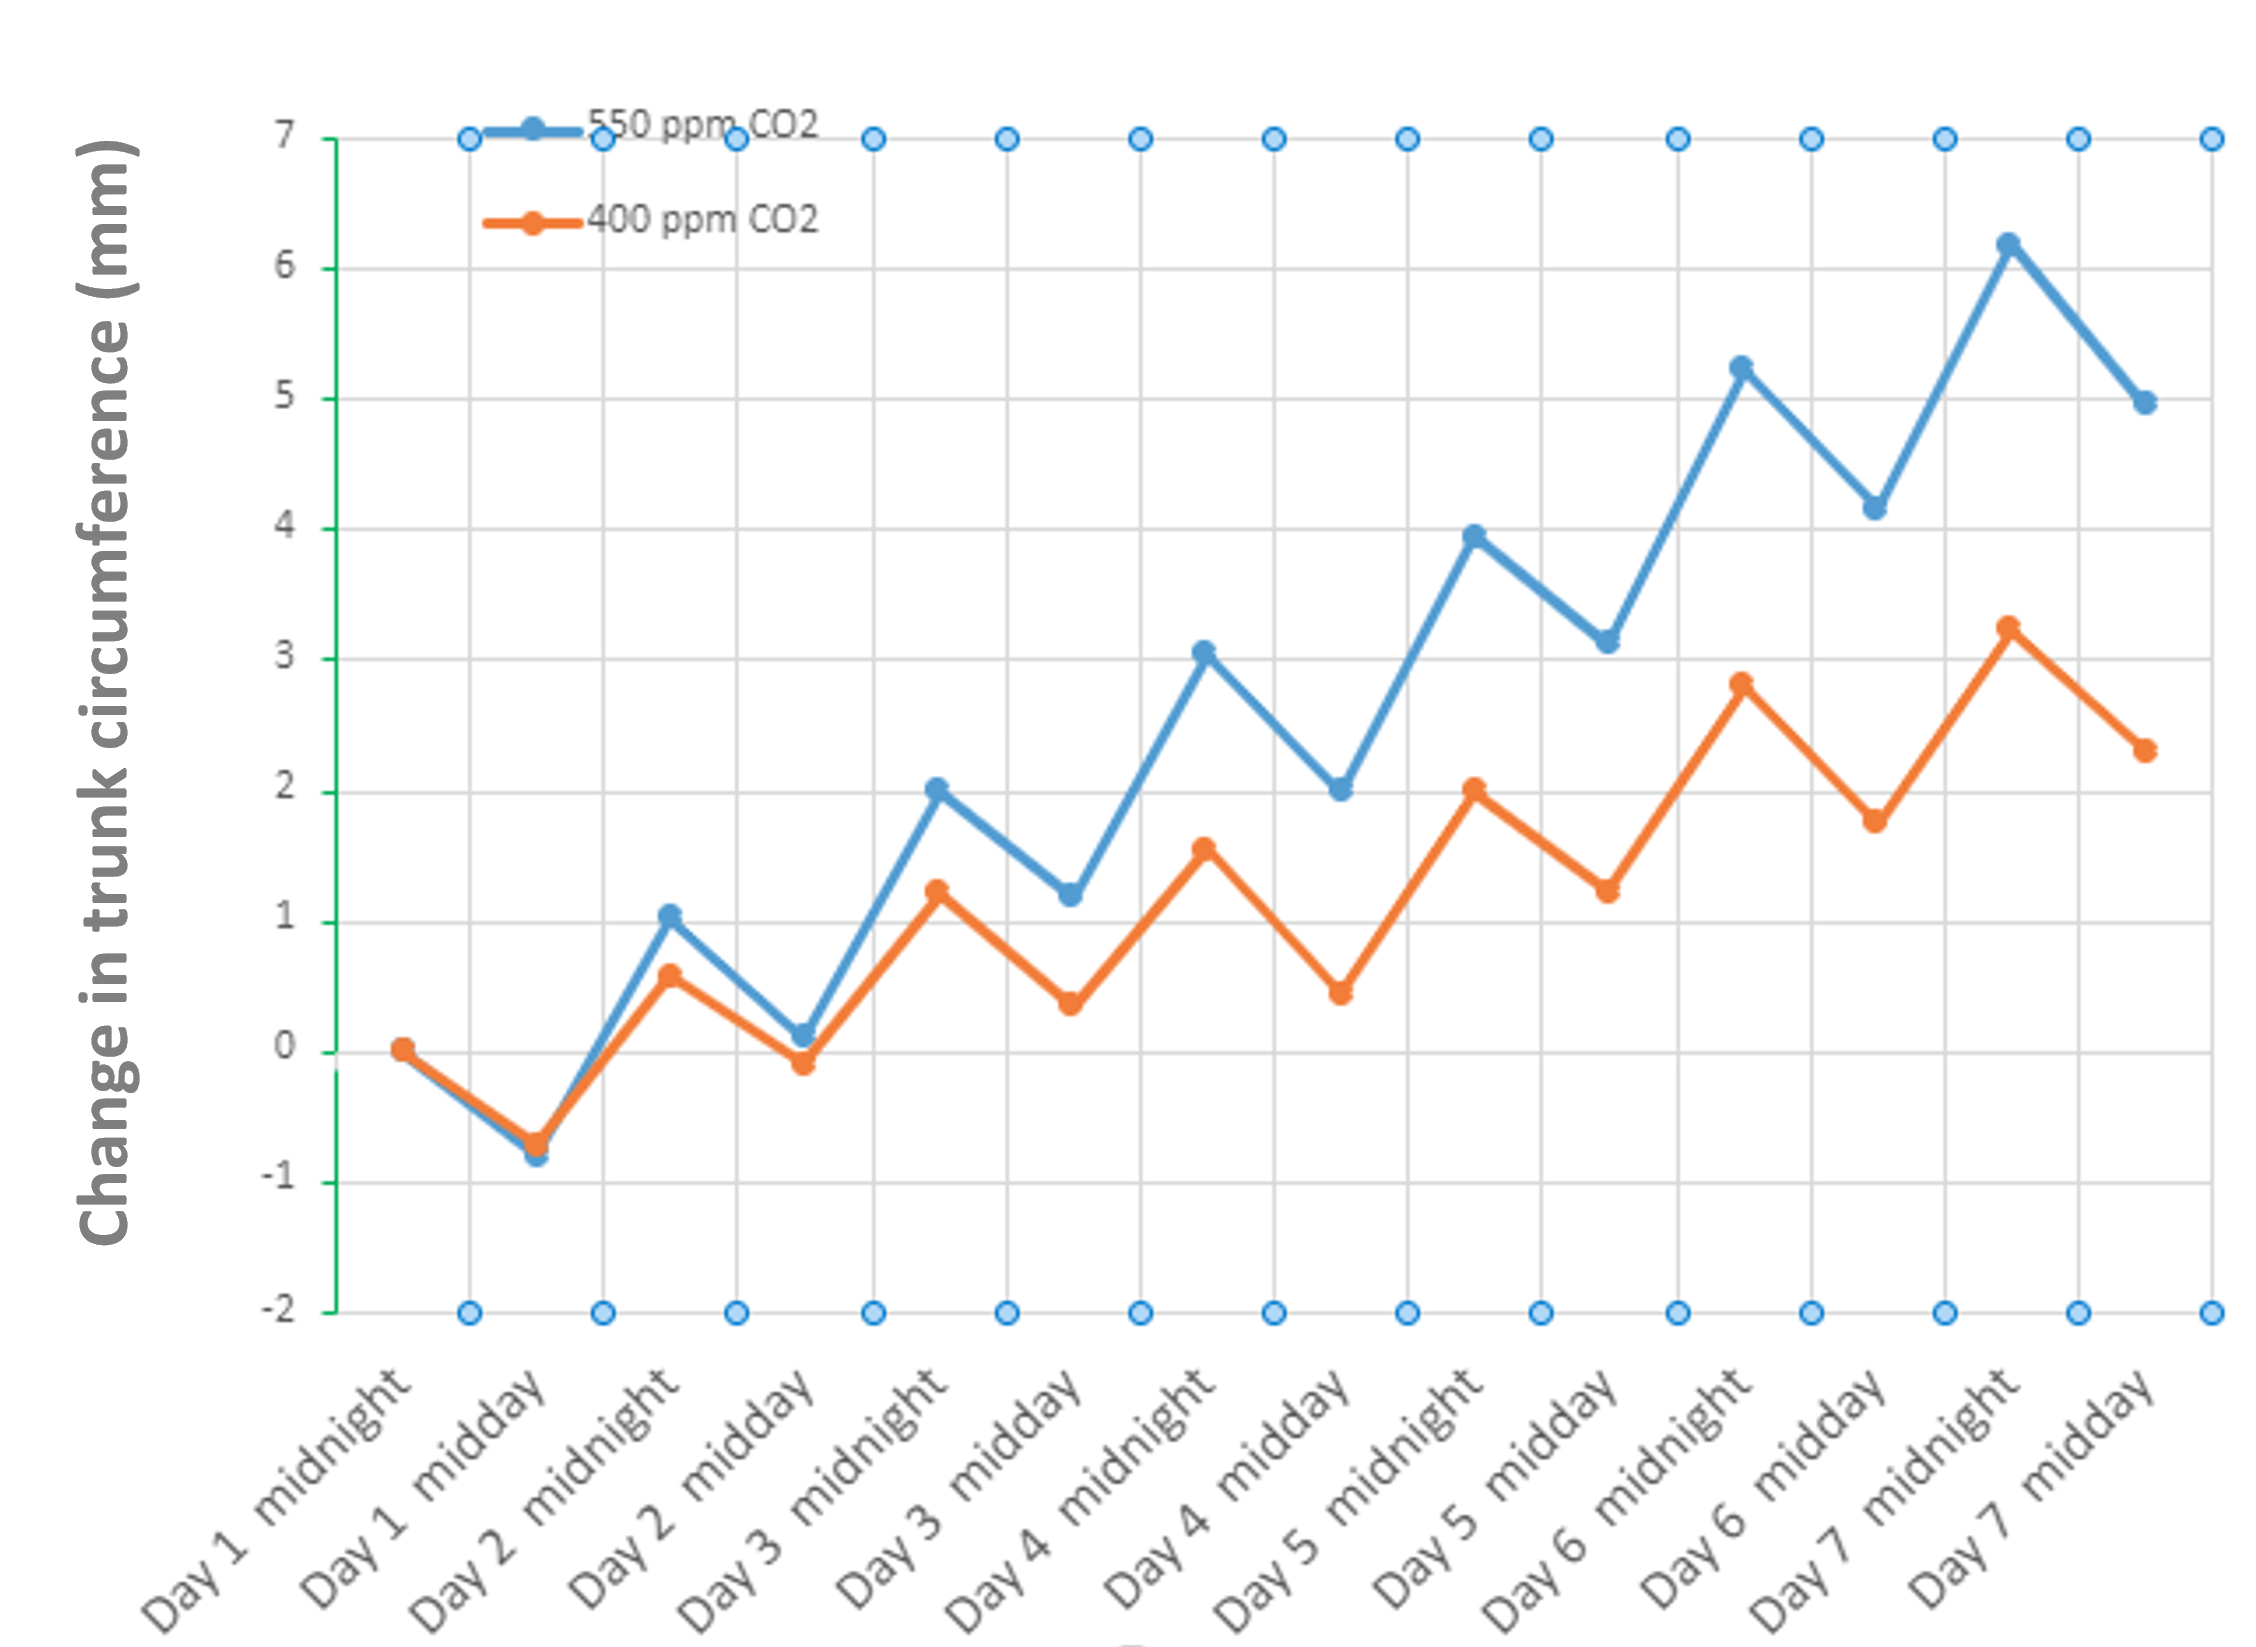 Change in trunk circumference (mm)
550 ppm CO2
400 ppm CO2
7
6
5
4
3
2
1
0
-1
-2
Day 1 midnight
Day 1 midday
Day 2 midnight
Day 2 midday
Day 3 midnight
Day 3 midday
Day 4 midnight
Day 4 midday
Day 5 midnight
Day 5 midday
Day 6 midnight
Day 6 midday
Day 7 midnight
Day 7 midday